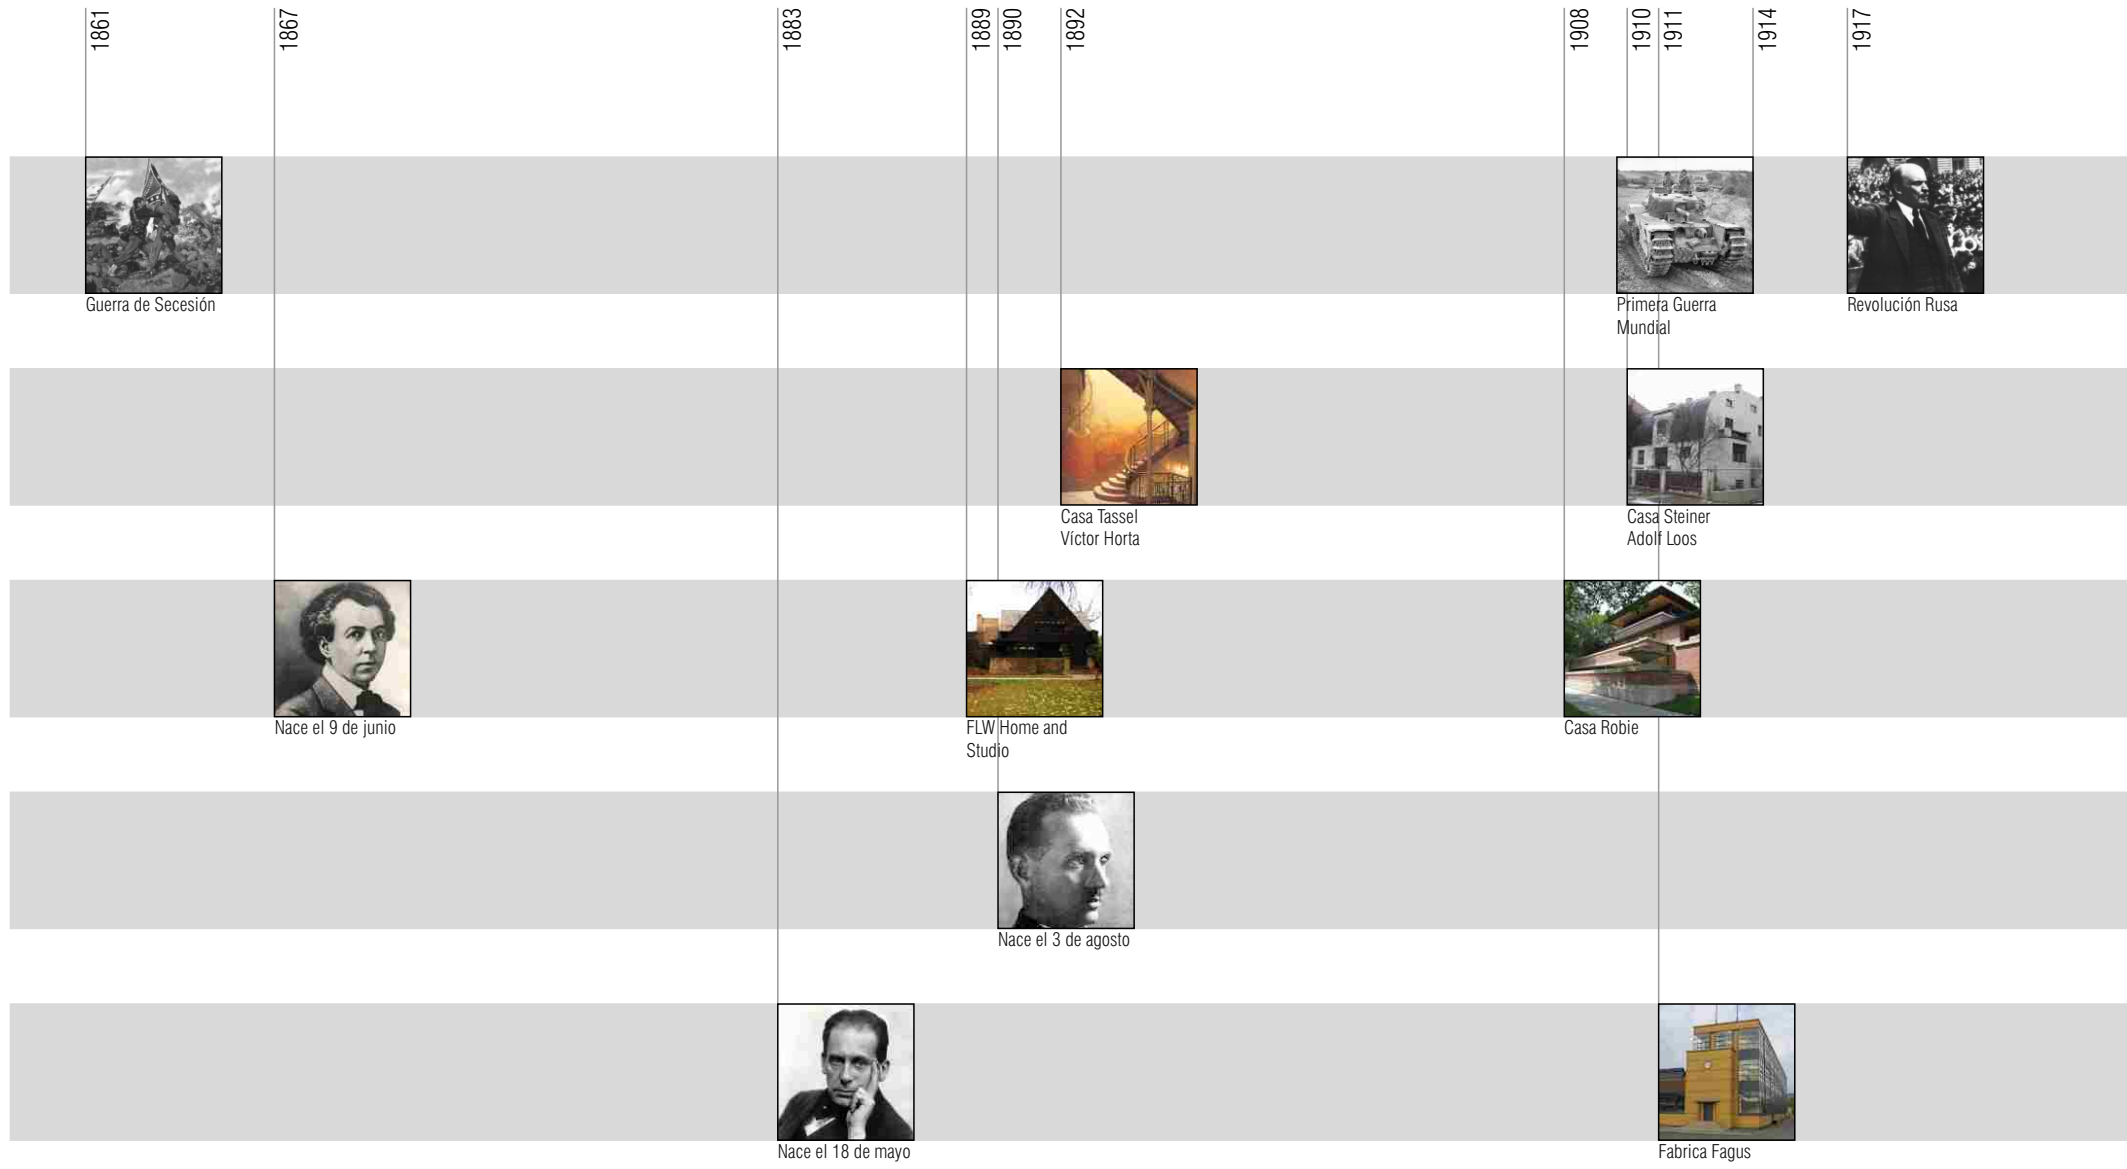 1861
1867
1883
1889
1890
1892
1908
1910
1911
1914
1917
Guerra de Secesión
Primera Guerra
Mundial
Revolución Rusa
Casa Tassel
Víctor Horta
Casa Steiner
Adolf Loos
Nace el 9 de junio
FLW Home and
Studio
Casa Robie
Nace el 3 de agosto
Nace el 18 de mayo
Fabrica Fagus